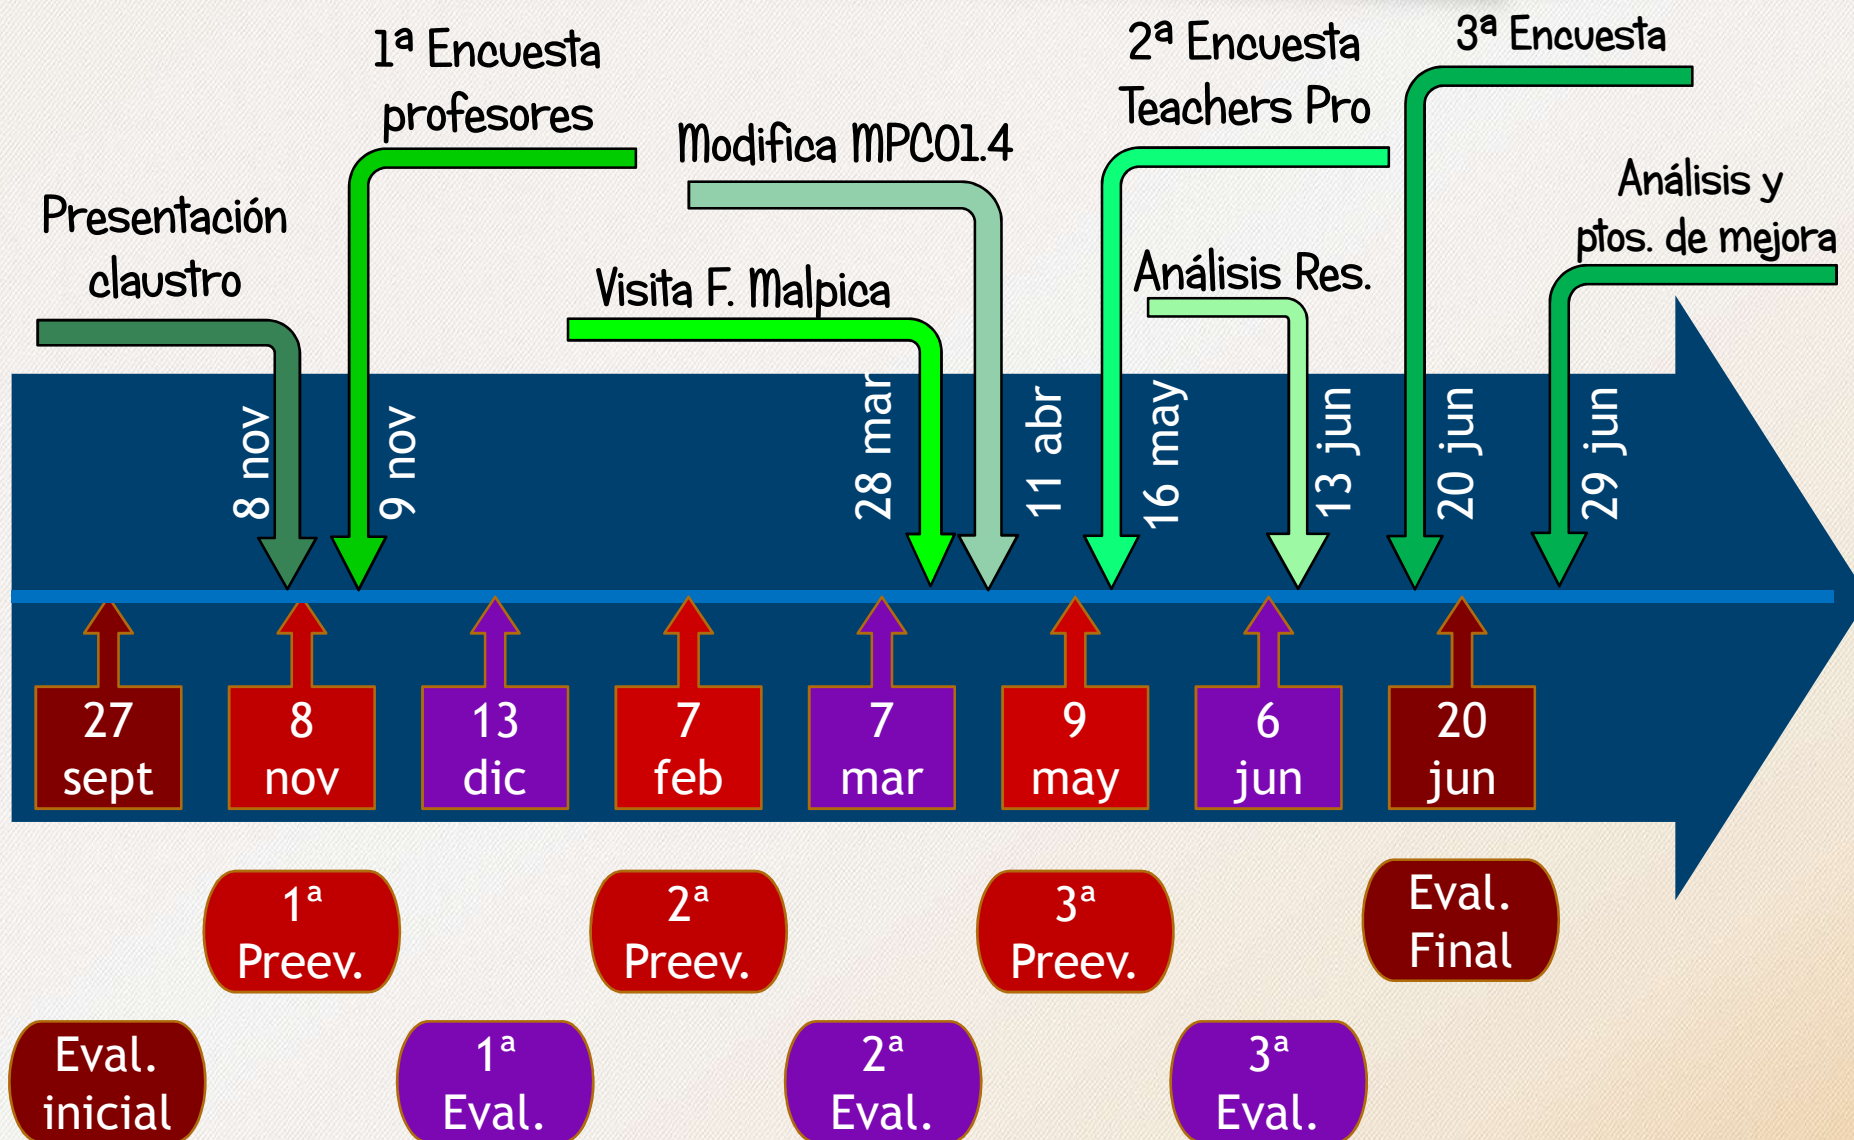 1ª Encuesta
profesores
2ª Encuesta
Teachers Pro
3ª Encuesta
Modifica MPC01.4
Análisis y
ptos. de mejora
Presentación
claustro
Visita F. Malpica
Análisis Res.
8 nov
9 nov
28 mar
11 abr
16 may
13 jun
20 jun
29 jun
27
sept
8
nov
13
dic
7
feb
7
mar
9
may
6
jun
20
jun
1ª
Preev.
2ª
Preev.
3ª
Preev.
Eval.
Final
Eval.
inicial
1ª
Eval.
2ª
Eval.
3ª
Eval.